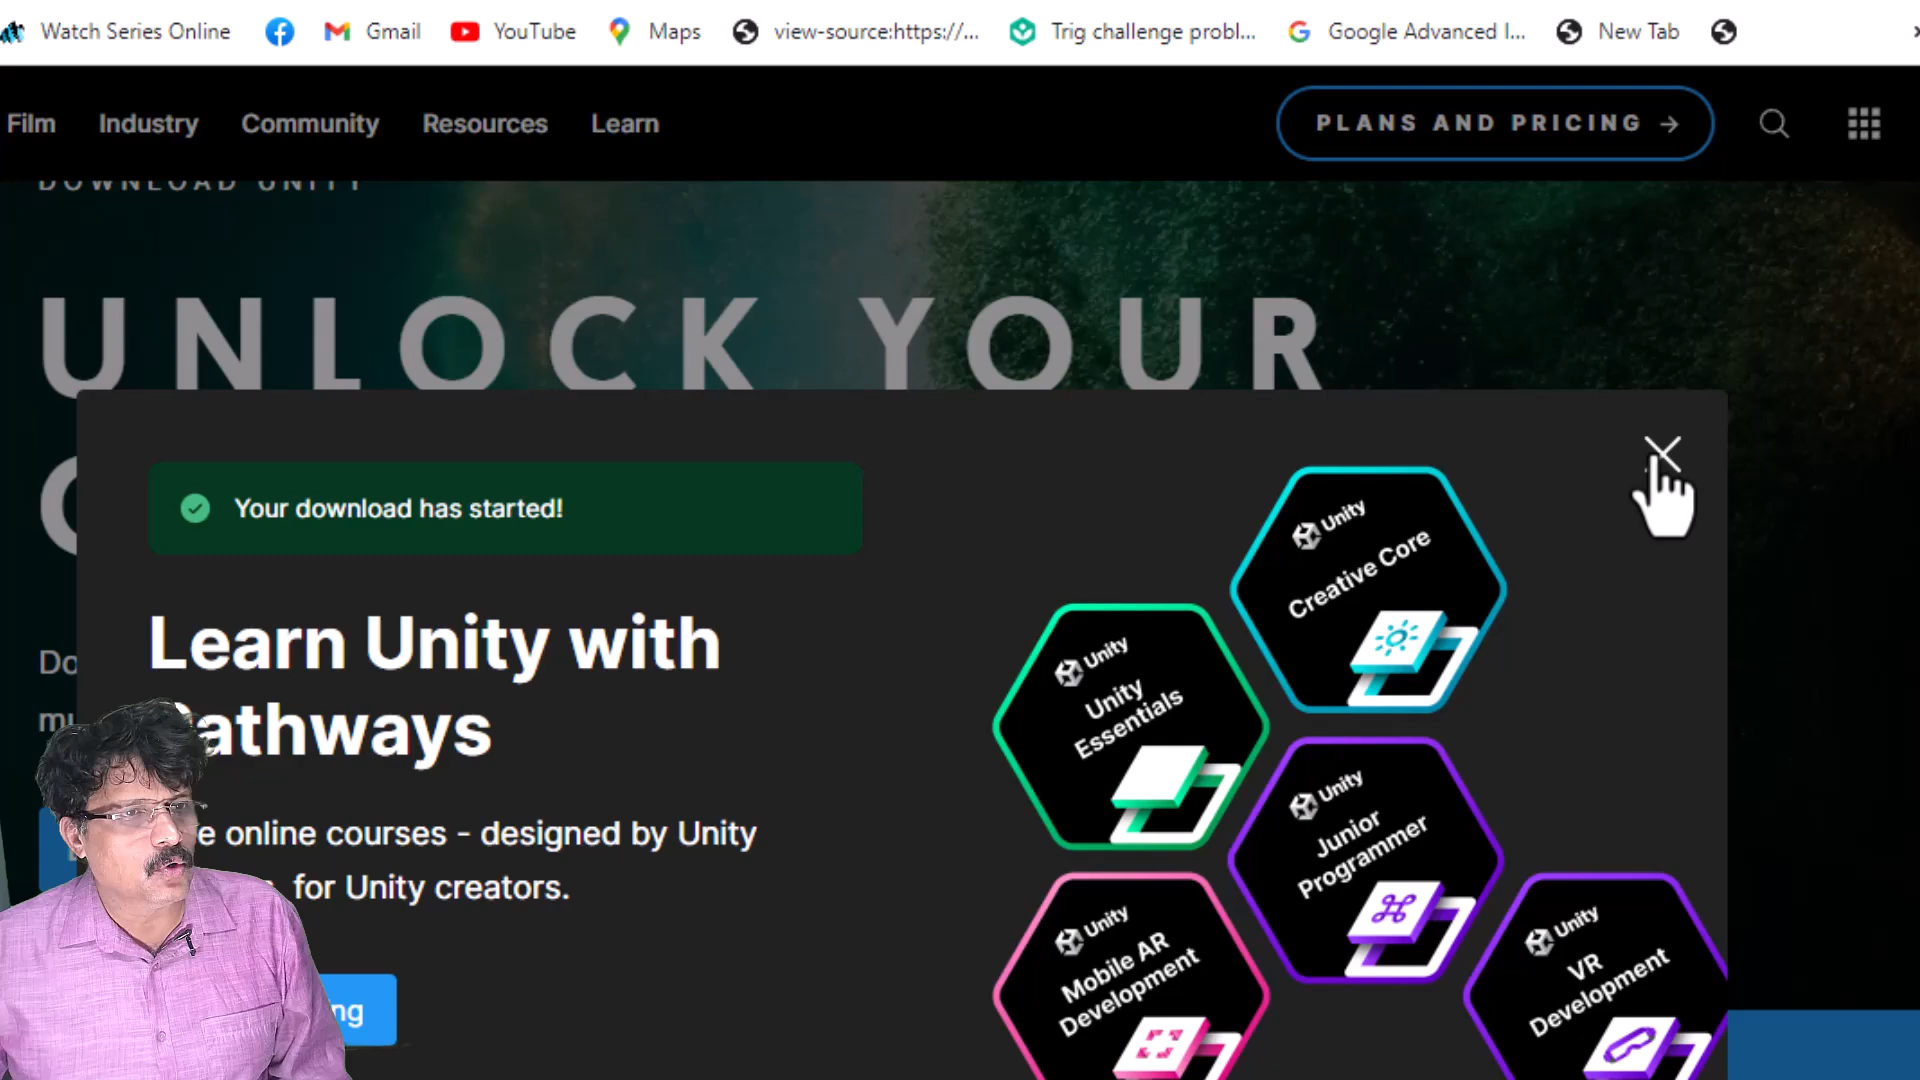 Watch Series Online
Gmail
YouTube
Maps
view-source:https://...
Trig challenge probl...
Google Advanced I...
New Tab
Film
Industry
Community
Resources
Learn
PLANS AND PRICING →
DOWNLOAD UNITY
UNLOCK YOUR
Your download has started!
Learn Unity with
Pathways
online courses - designed by Unity
for Unity creators.
Unity
Creative Core
Unity
Unity
Essentials
Unity
Junior
Programmer
Unity
Mobile AR
Development
Unity
VR
Development